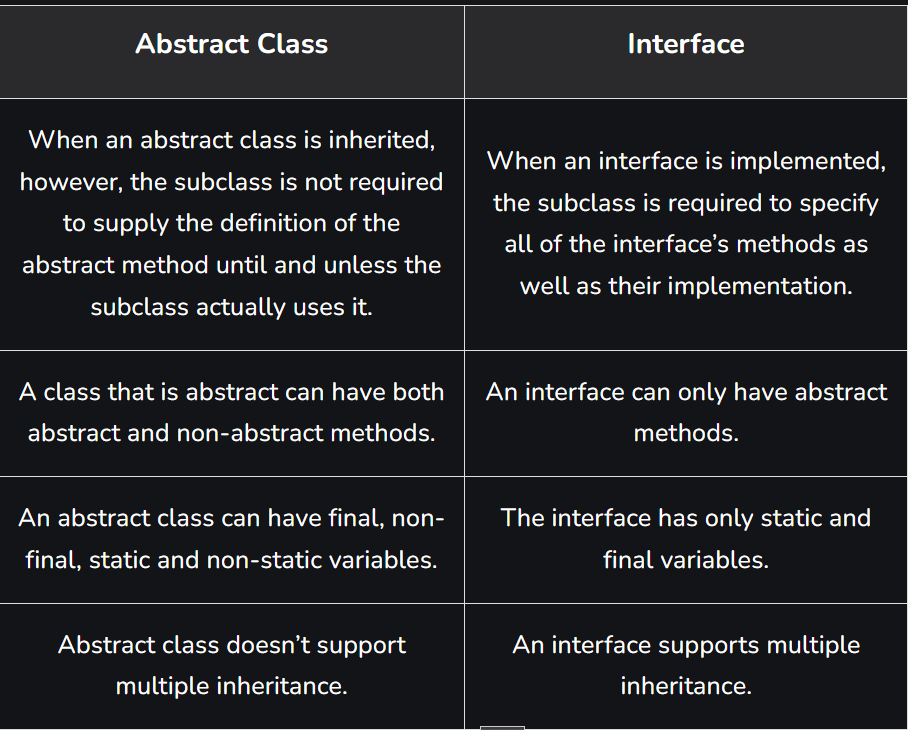 Abstract Class
Interface
When an abstract class is inherited,
however, the subclass is not required
to supply the definition of the
abstract method until and unless the
subclass actually uses it.
When an interface is implemented,
the subclass is required to specify
all of the interface’s methods as
well as their implementation.
A class that is abstract can have both
abstract and non-abstract methods.
An interface can only have abstract
methods.
An abstract class can have final, non-
final, static and non-static variables.
The interface has only static and
final variables.
Abstract class doesn’t support
multiple inheritance.
An interface supports multiple
inheritance.